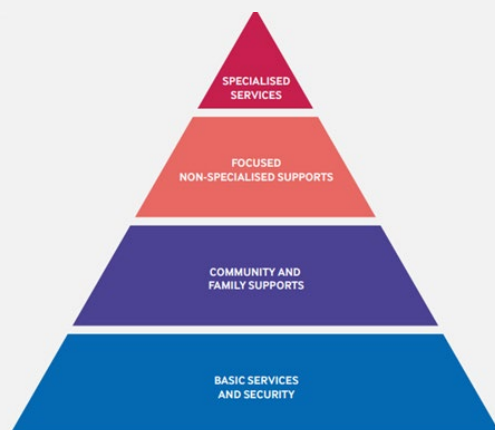 SPECIALISED
SERVICES
FOCUSED
NON-SPECIALISED SUPPORTS
COMMUNITY AND
FAMILY SUPPORTS
BASIC SERVICES
AND SECURITY